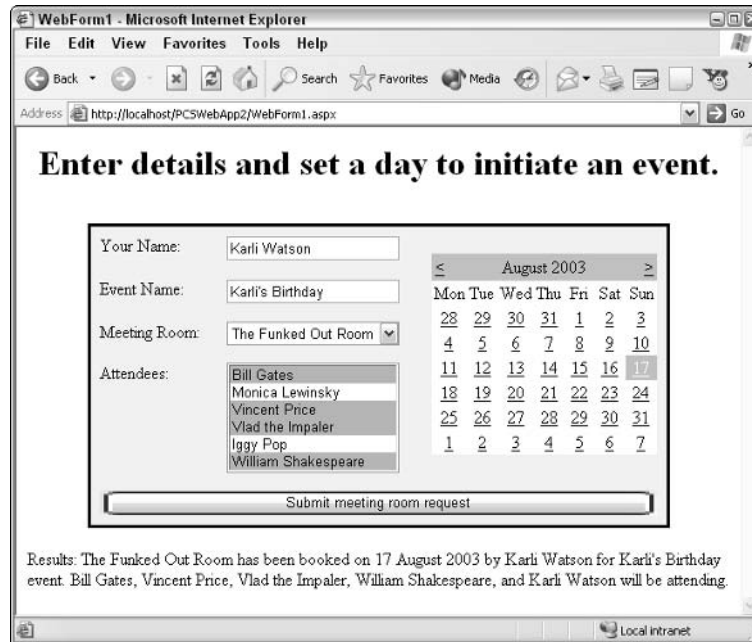 WebForm1 - Microsoft Internet Explorer
File Edit View Favorites Tools Help
Back Search Favorites Media
Address http://localhost/PCSWebApp2/WebForm1.aspx Go
Enter details and set a day to initiate an event.
Your Name: Karli Watson
Event Name: Karli's Birthday
Meeting Room: The Funked Out Room
Attendees: Bill Gates
Monica Lewinsky
Vincent Price
Vlad the Impaler
Iggy Pop
William Shakespeare
< August 2003 >
Mon Tue Wed Thu Fri Sat Sun
28 29 30 31 1 2 3
4 5 6 7 8 9 10
11 12 13 14 15 16 17
18 19 20 21 22 23 24
25 26 27 28 29 30 31
1 2 3 4 5 6 7
Submit meeting room request
Results: The Funked Out Room has been booked on 17 August 2003 by Karli Watson for Karli's Birthday
event. Bill Gates, Vincent Price, Vlad the Impaler, William Shakespeare, and Karli Watson will be attending.
Local intranet